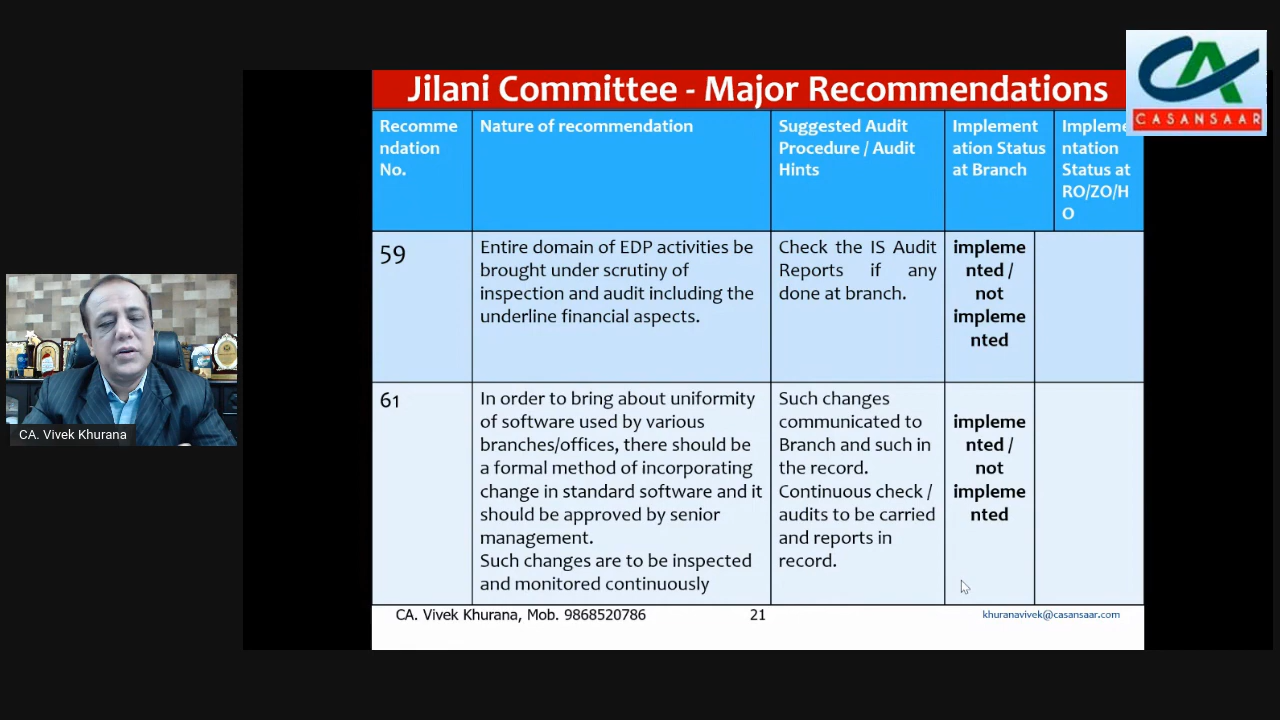 Jilani Committee - Major Recommendations
CASANSAAR
Recomme
ndation
No.
Nature of recommendation
Suggested Audit
Procedure / Audit
Hints
Implement
ation Status
at Branch
Impleme
ntation
Status at
RO/ZO/H
O
59
Entire domain of EDP activities be
brought under scrutiny of
inspection and audit including the
underline financial aspects.
Check the IS Audit
Reports if any
done at branch.
impleme
nted /
not
impleme
nted
61
In order to bring about uniformity
of software used by various
branches/offices, there should be
a formal method of incorporating
change in standard software and it
should be approved by senior
management.
Such changes are to be inspected
and monitored continuously
Such changes
communicated to
Branch and such in
the record.
Continuous check /
audits to be carried
and reports in
record.
impleme
nted /
not
impleme
nted
CA. Vivek Khurana
CA. Vivek Khurana, Mob. 9868520786
21
khuranavivek@casansaar.com